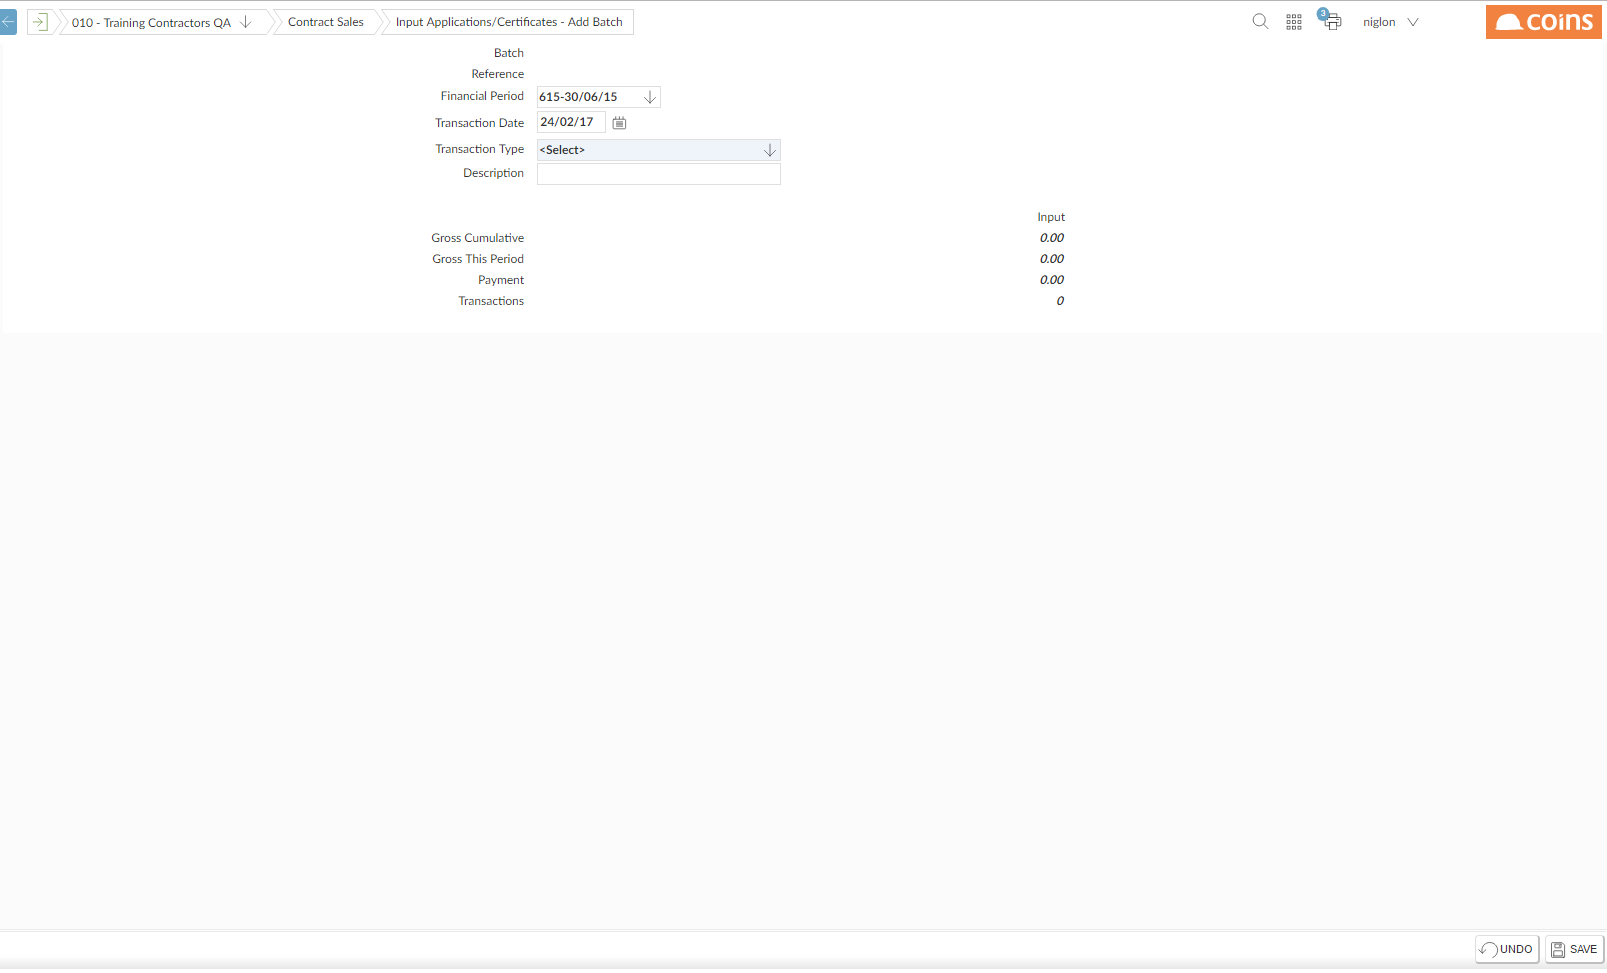 010 - Training Contractors QA Contract Sales Input Applications/Certificates - Add Batch 3 niglon coins
Batch
Reference
Financial Period 615-30/06/15
Transaction Date 24/02/17
Transaction Type <Select>
Description
Input
Gross Cumulative 0.00
Gross This Period 0.00
Payment 0.00
Transactions 0
UNDO SAVE